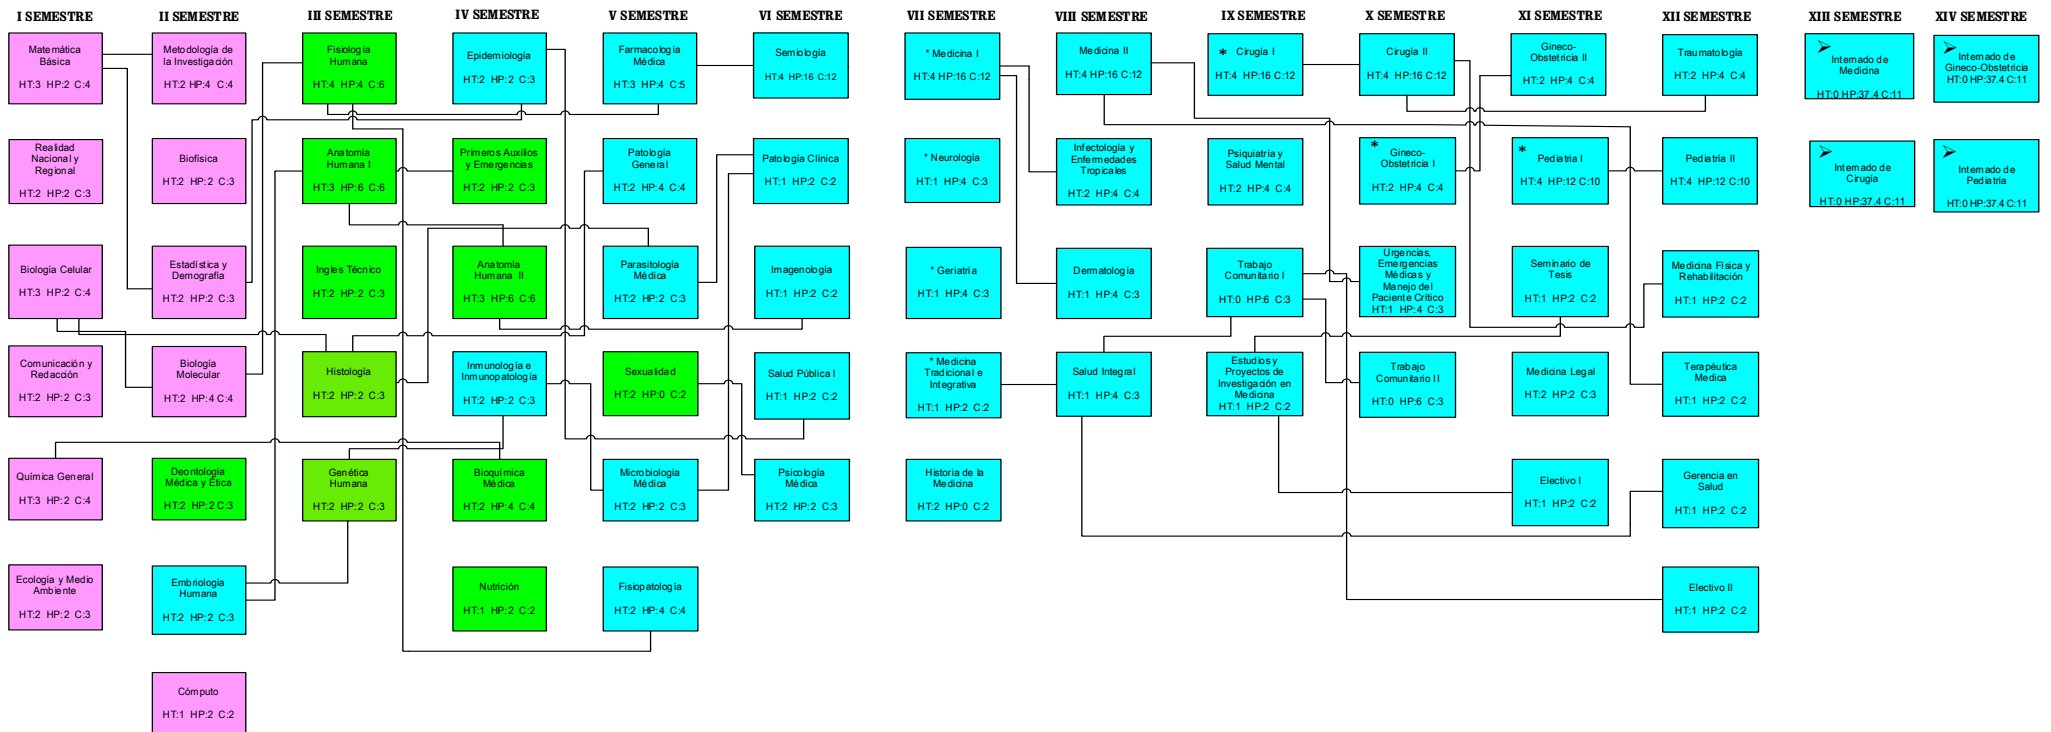 I SEMESTRE
Matemática
Básica
HT:3 HP:2 C:4
Realidad
Nacional y
Regional
HT:2 HP:2 C:3
Biología Celular
HT:3 HP:2 C:4
Comunicación y
Redacción
HT:2 HP:2 C:3
Química General
HT:3 HP:2 C:4
Ecología y Medio
Ambiente
HT:2 HP:2 C:3
II SEMESTRE
Metodología de
la Investigación
HT:2 HP:4 C:4
Biofísica
HT:2 HP:2 C:3
Estadística y
Demografía
HT:2 HP:2 C:3
Biología
Molecular
HT:2 HP:4 C:4
Deontología
Médica y Ética
HT:2 HP:2 C:3
Embriología
Humana
HT:2 HP:2 C:3
Cómputo
HT:1 HP:2 C:2
III SEMESTRE
Fisiología
Humana
HT:4 HP:4 C:6
Anatomía
Humana I
HT:3 HP:6 C:6
Ingles Técnico
HT:2 HP:2 C:3
Histología
HT:2 HP:2 C:3
Genética
Humana
HT:2 HP:2 C:3
IV SEMESTRE
Epidemiología
HT:2 HP:2 C:3
Primeros Auxilios
y Emergencias
HT:2 HP:2 C:3
Anatomía
Humana II
HT:3 HP:6 C:6
Inmunología e
Inmunopatología
HT:2 HP:2 C:3
Bioquímica
Médica
HT:2 HP:4 C:4
Nutrición
HT:1 HP:2 C:2
V SEMESTRE
Farmacología
Médica
HT:3 HP:4 C:5
Patología
General
HT:2 HP:4 C:4
Parasitología
Médica
HT:2 HP:2 C:3
Sexualidad
HT:2 HP:0 C:2
Microbiología
Médica
HT:2 HP:2 C:3
Fisiopatología
HT:2 HP:4 C:4
VI SEMESTRE
Semiología
HT:4 HP:16 C:12
Patología Clínica
HT:1 HP:2 C:2
Imagenología
HT:1 HP:2 C:2
Salud Pública I
HT:1 HP:2 C:2
Psicología
Médica
HT:2 HP:2 C:3
VII SEMESTRE
* Medicina I
HT:4 HP:16 C:12
* Neurología
HT:1 HP:4 C:3
* Geriatría
HT:1 HP:4 C:3
* Medicina
Tradicional e
Integrativa
HT:1 HP:2 C:2
Historia de la
Medicina
HT:2 HP:0 C:2
VIII SEMESTRE
Medicina II
HT:4 HP:16 C:12
Infectología y
Enfermedades
Tropicales
HT:2 HP:4 C:4
Dermatología
HT:1 HP:4 C:3
Salud Integral
HT:1 HP:4 C:3
IX SEMESTRE
* Cirugía I
HT:4 HP:16 C:12
Psiquiatría y
Salud Mental
HT:2 HP:4 C:4
Trabajo
Comunitario I
HT:0 HP:6 C:3
Estudios y
Proyectos de
Investigación en
Medicina
HT:1 HP:2 C:2
X SEMESTRE
Cirugía II
HT:4 HP:16 C:12
* Gineco-
Obstetricia I
HT:2 HP:4 C:4
Urgencias,
Emergencias
Médicas y
Manejo del
Paciente Crítico
HT:1 HP:4 C:3
Trabajo
Comunitario II
HT:0 HP:6 C:3
XI SEMESTRE
Gineco-
Obstetricia II
HT:2 HP:4 C:4
* Pediatría I
HT:4 HP:12 C:10
Seminario de
Tesis
HT:1 HP:2 C:2
Medicina Legal
HT:2 HP:2 C:3
Electivo I
HT:1 HP:2 C:2
XII SEMESTRE
Traumatología
HT:2 HP:4 C:4
Pediatría II
HT:4 HP:12 C:10
Medicina Física y
Rehabilitación
HT:1 HP:2 C:2
Terapéutica
Medica
HT:1 HP:2 C:2
Gerencia en
Salud
HT:1 HP:2 C:2
Electivo II
HT:1 HP:2 C:2
XIII SEMESTRE
Internado de
Medicina
HT:0 HP:37.4 C:11
Internado de
Cirugía
HT:0 HP:37.4 C:11
XIV SEMESTRE
Internado de
Gineco-Obstetricia
HT:0 HP:37.4 C:11
Internado de
Pediatría
HT:0 HP:37.4 C:11